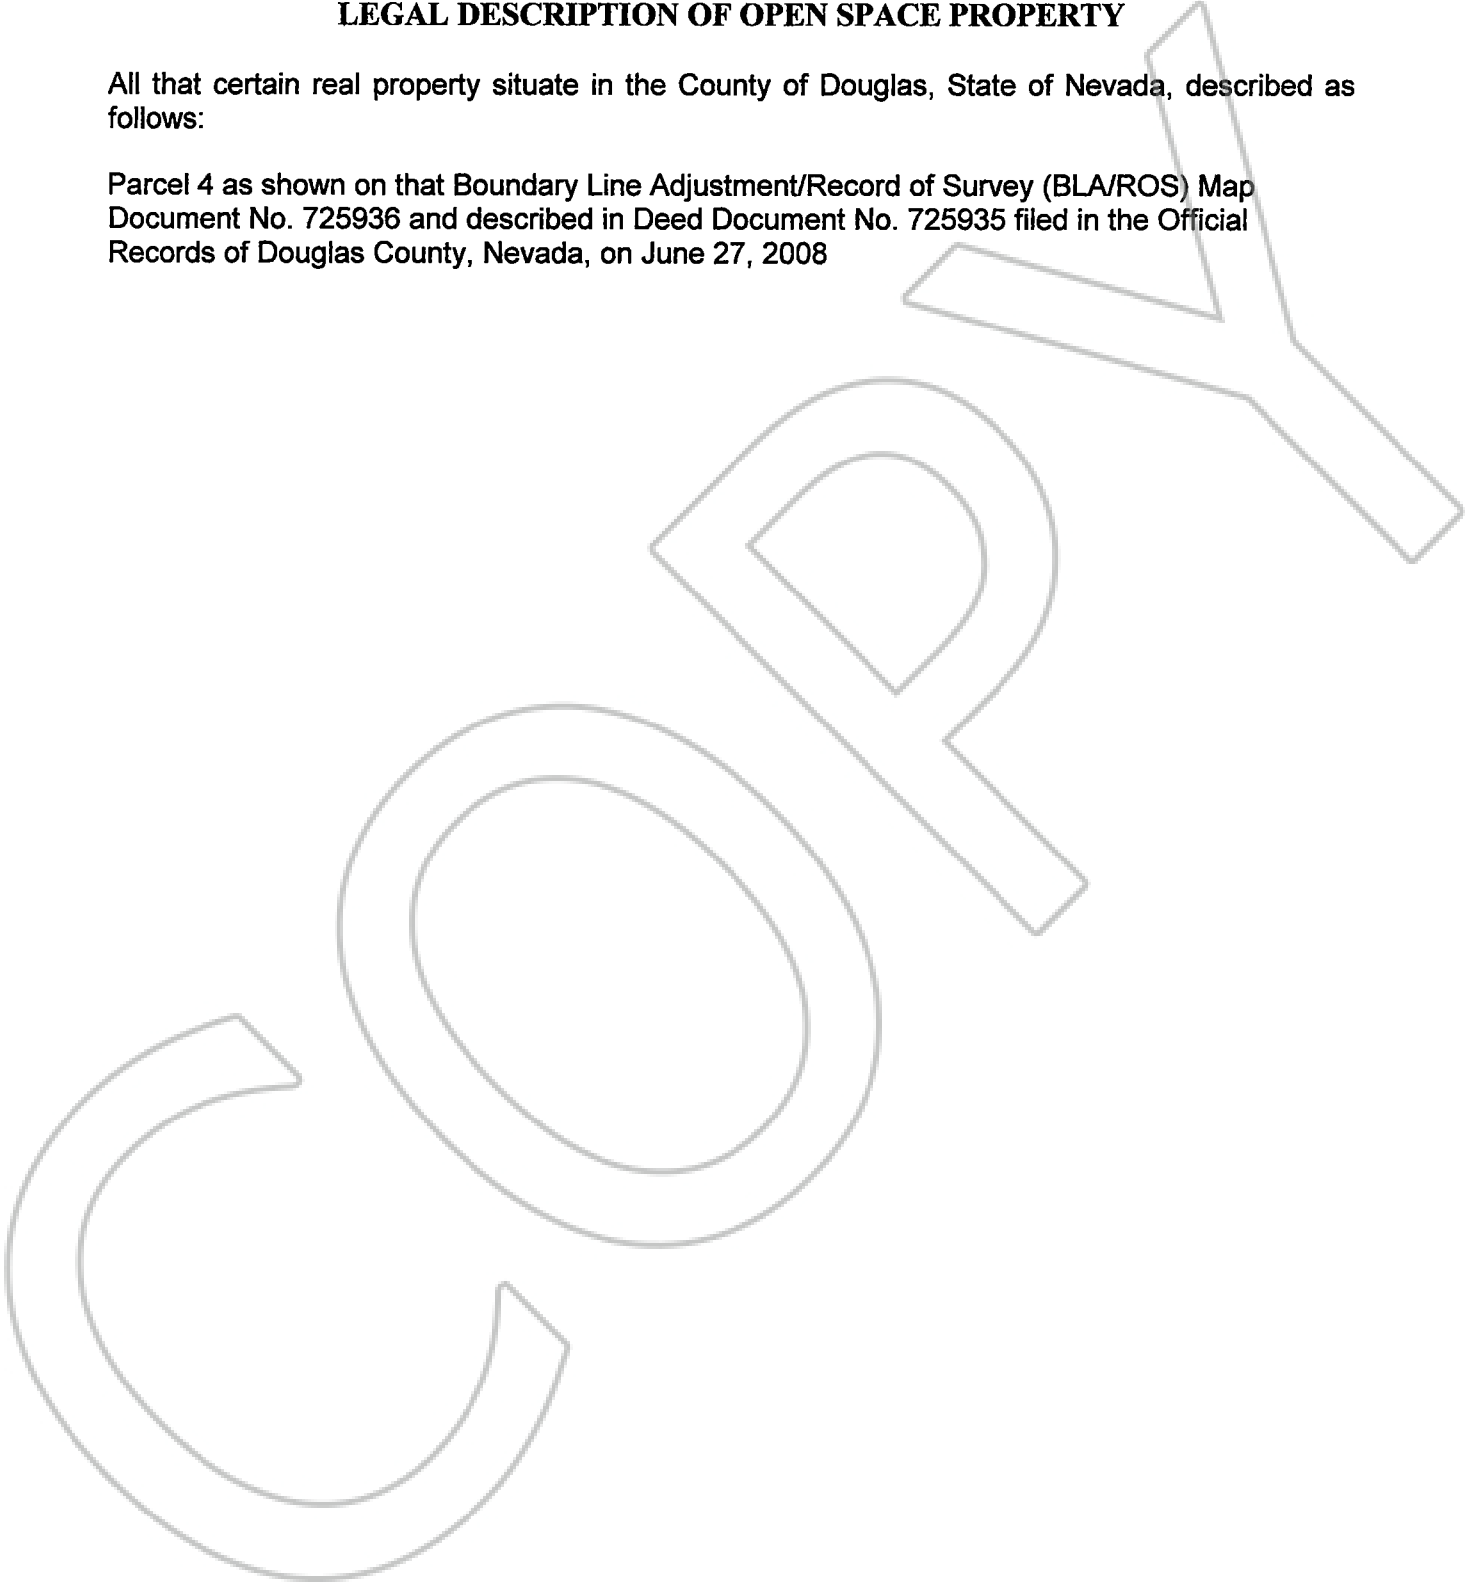 LEGAL DESCRIPTION OF OPEN SPACE PROPERTY
All that certain real property situate in the County of Douglas, State of Nevada, described as
follows:
Parcel 4 as shown on that Boundary Line Adjustment/Record of Survey (BLA/ROS) Map
Document No. 725936 and described in Deed Document No. 725935 filed in the Official
Records of Douglas County, Nevada, on June 27, 2008
COPY